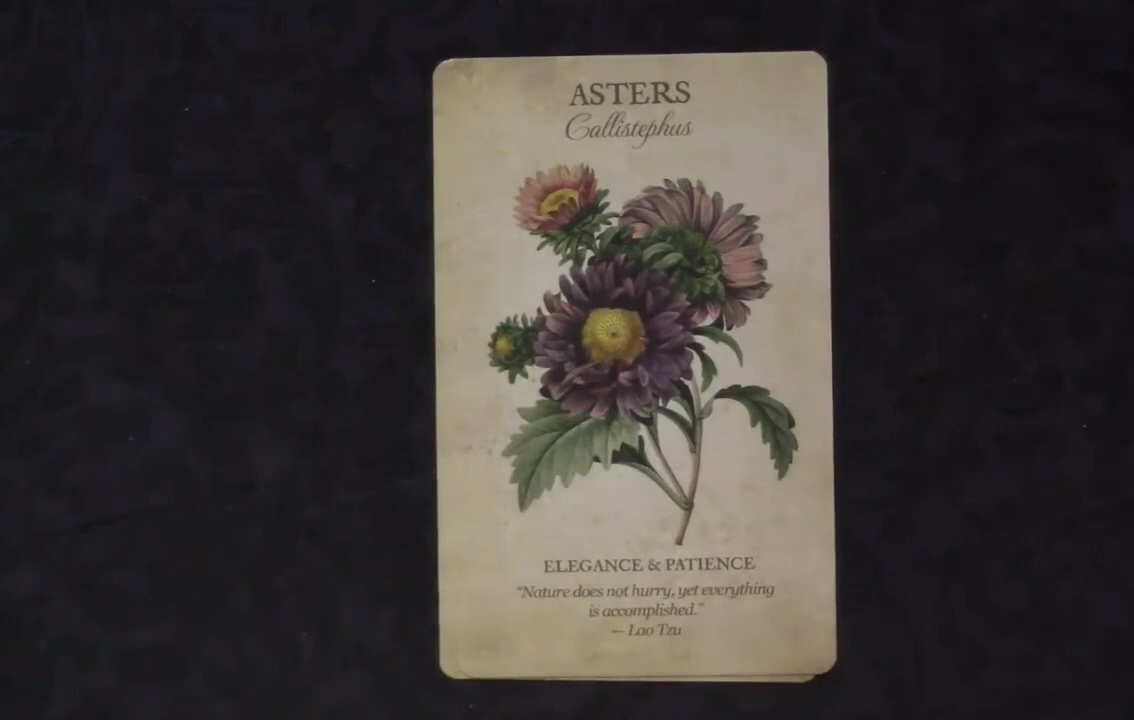 ASTERS
Callistephus
ELEGANCE & PATIENCE
“Nature does not hurry, yet everything
is accomplished.”
— Lao Tzu